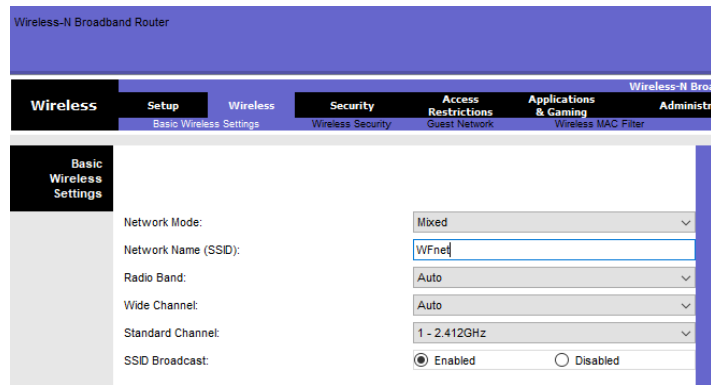 Wireless-N Broadband Router
Wireless-N Bro
Wireless
Setup
Wireless
Security
Access Restrictions
Applications & Gaming
Administr
Basic Wireless Settings
Wireless Security
Guest Network
Wireless MAC Filter
Basic
Wireless
Settings
Network Mode: Mixed
Network Name (SSID): WFnet
Radio Band: Auto
Wide Channel: Auto
Standard Channel: 1 - 2.412GHz
SSID Broadcast: Enabled Disabled